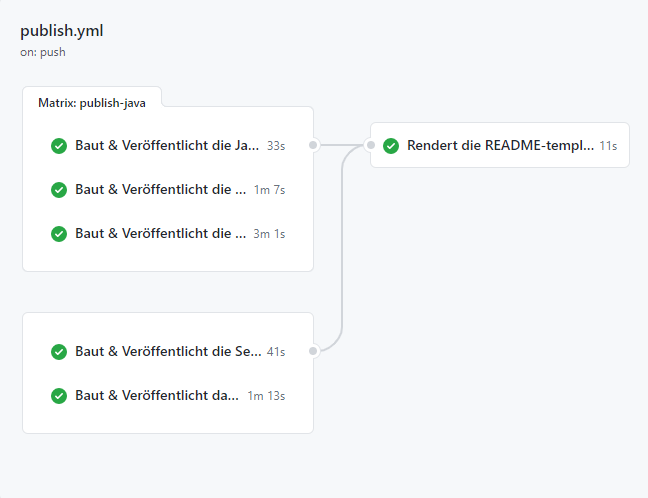 publish.yml
on: push
Matrix: publish-java
Baut & Veröffentlicht die Ja... 33s
Baut & Veröffentlicht die ... 1m 7s
Baut & Veröffentlicht die ... 3m 1s
Rendert die README-templ... 11s
Baut & Veröffentlicht die Se... 41s
Baut & Veröffentlicht da... 1m 13s